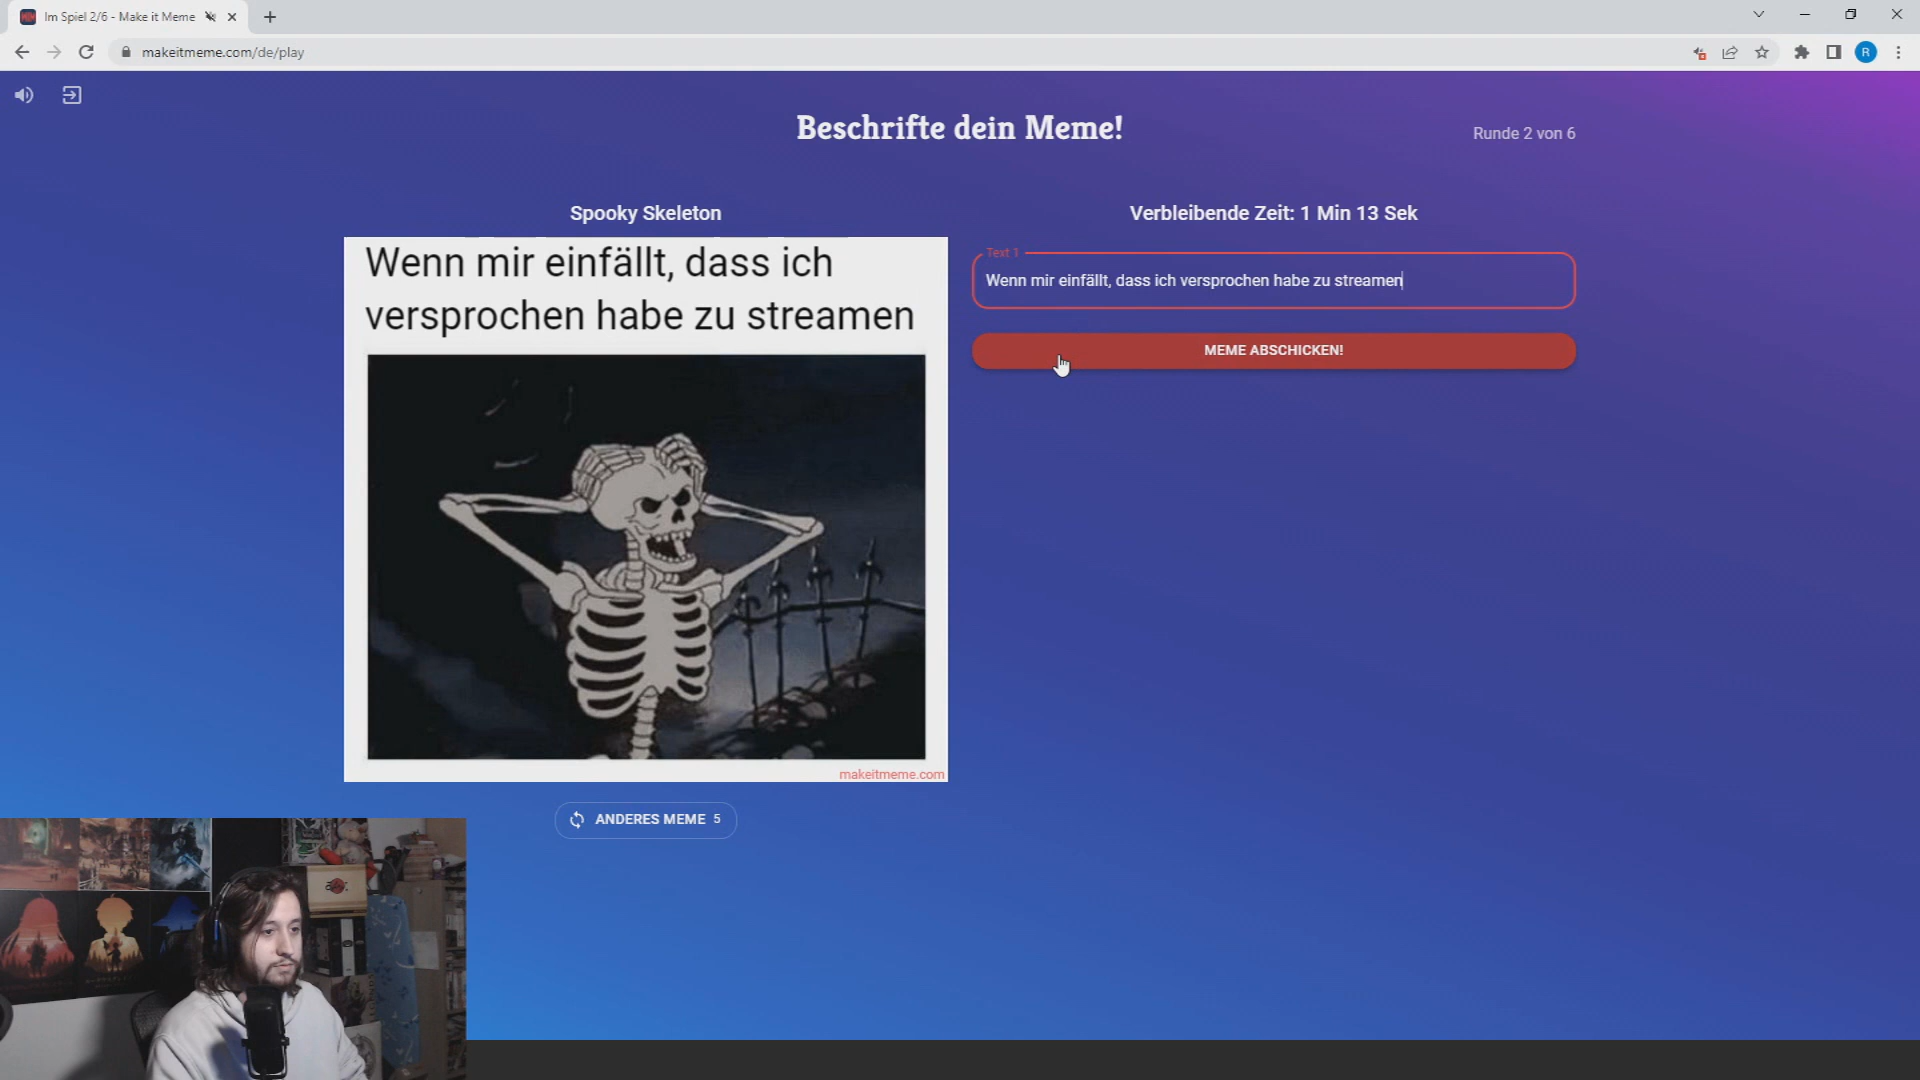 Im Spiel 2/6 - Make it Meme
makeitmeme.com/de/play
R
Beschrifte dein Meme!
Runde 2 von 6
Spooky Skeleton
Wenn mir einfällt, dass ich
versprochen habe zu streamen
makeitmeme.com
ANDERES MEME 5
Verbleibende Zeit: 1 Min 13 Sek
Text 1
Wenn mir einfällt, dass ich versprochen habe zu streamen
MEME ABSCHICKEN!